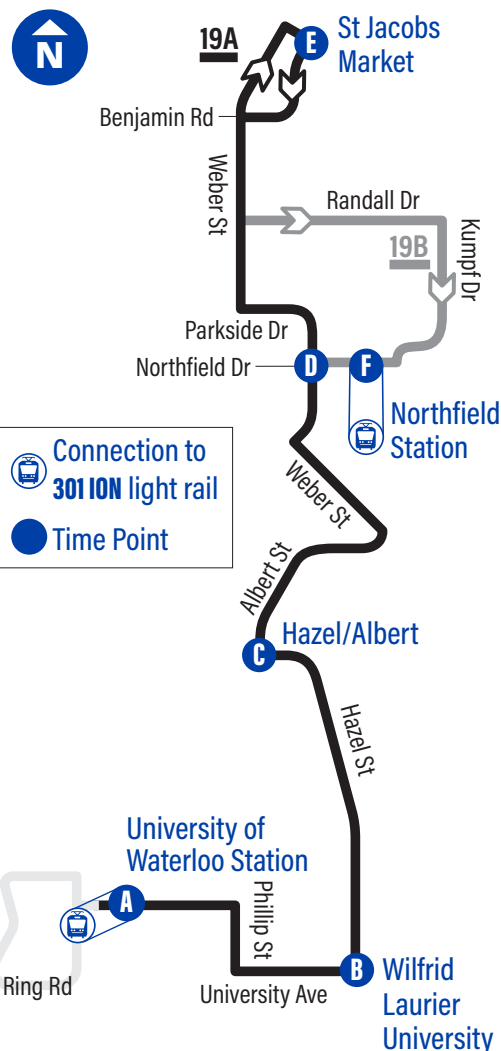 N
19A
E
St Jacobs
Market
Benjamin Rd
Weber St
Randall Dr
19B
Kumpf Dr
Parkside Dr
Northfield Dr
D
F
Northfield
Station
Connection to
301 ION light rail
Time Point
Weber St
Albert St
C
Hazel/Albert
Hazel St
University of
Waterloo Station
A
Phillip St
Ring Rd
University Ave
B
Wilfrid
Laurier
University